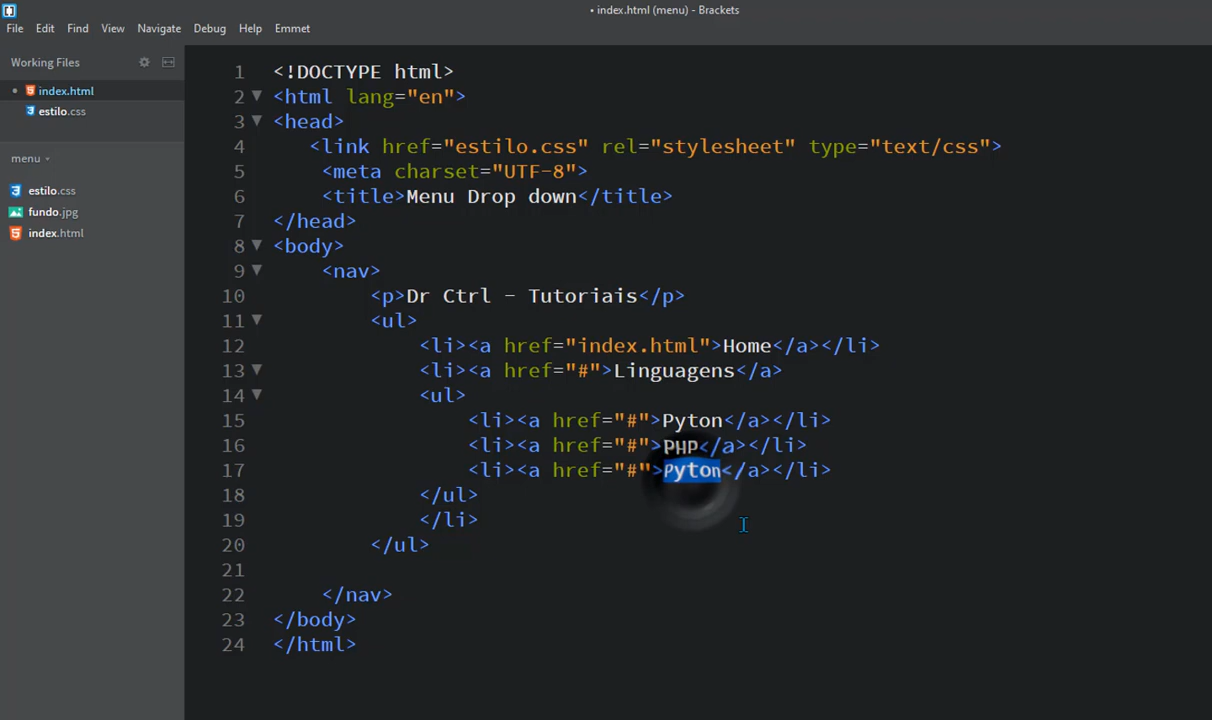 • index.html (menu) - Brackets
File Edit Find View Navigate Debug Help Emmet
Working Files
• index.html
estilo.css
menu
estilo.css
fundo.jpg
index.html
1 <!DOCTYPE html>
2 <html lang="en">
3 <head>
4 <link href="estilo.css" rel="stylesheet" type="text/css">
5 <meta charset="UTF-8">
6 <title>Menu Drop down</title>
7 </head>
8 <body>
9 <nav>
10 <p>Dr Ctrl - Tutoriais</p>
11 <ul>
12 <li><a href="index.html">Home</a></li>
13 <li><a href="#">Linguagens</a>
14 <ul>
15 <li><a href="#">Pyton</a></li>
16 <li><a href="#">PHP</a></li>
17 <li><a href="#">Pyton</a></li>
18 </ul>
19 </li>
20 </ul>
21
22 </nav>
23 </body>
24 </html>